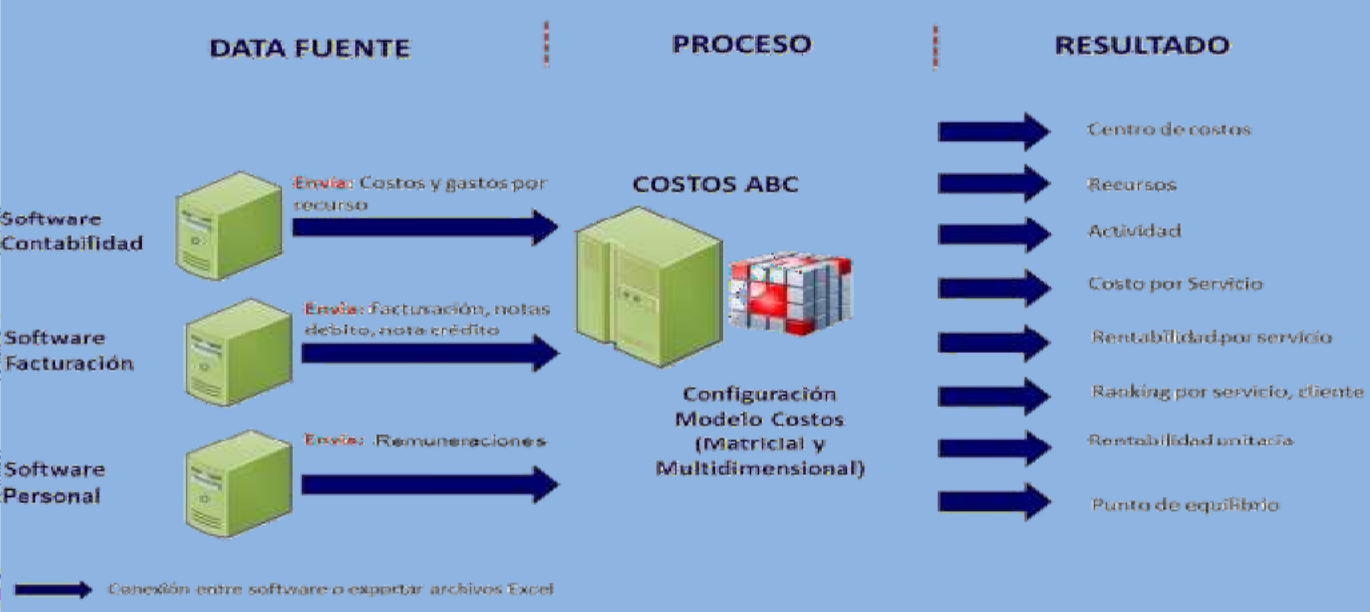 DATA FUENTE
PROCESO
RESULTADO
Software
Contabilidad
Envía: Costos y gastos por
recurso
Software
Facturación
Envía: Facturación, notas
debito, nota crédito
Software
Personal
Envía: Remuneraciones
COSTOS ABC
Configuración
Modelo Costos
(Matricial y
Multidimensional)
Centro de costos
Recursos
Actividad
Costo por Servicio
Rentabilidad por servicio
Ranking por servicio, cliente
Rentabilidad unitaria
Punto de equilibrio
Conexión entre software o exportar archivos Excel